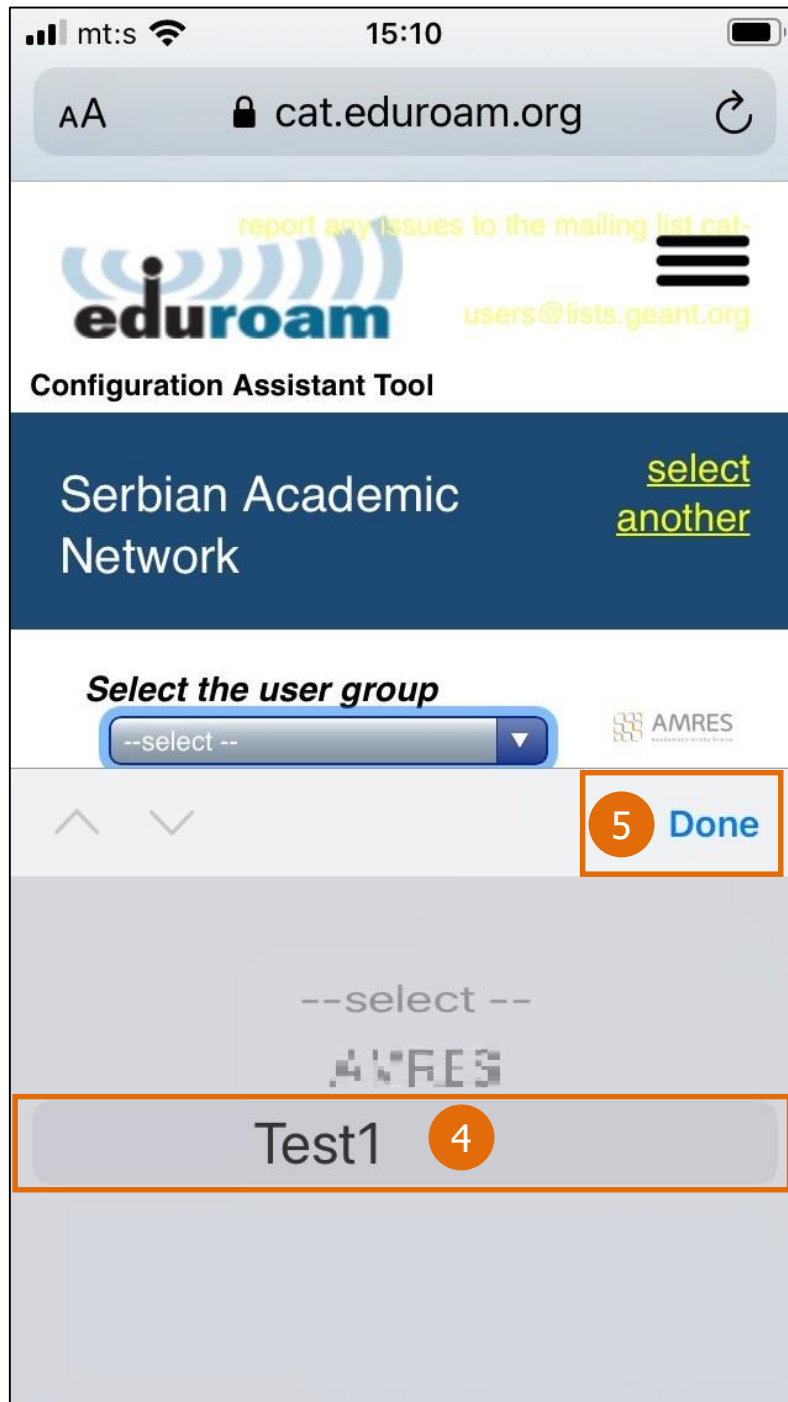 mt:s 15:10
AA cat.eduroam.org
report any issues to the mailing list cat-
eduroam
users@lists.geant.org
Configuration Assistant Tool
Serbian Academic
Network
select
another
Select the user group
--select --
AMRES
5 Done
--select --
AMRES
Test1 4